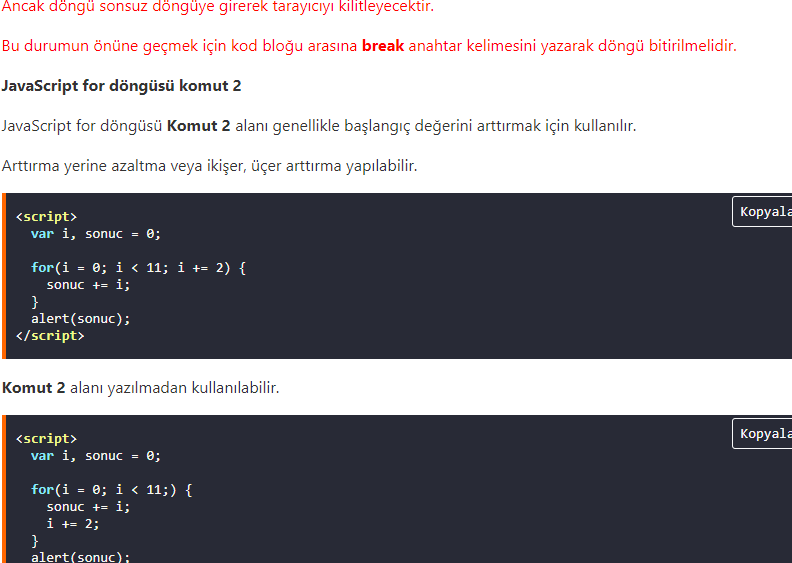 Ancak döngü sonsuz döngüye girerek tarayıcıyı kilitleyecektir.
Bu durumun önüne geçmek için kod bloğu arasına break anahtar kelimesini yazarak döngü bitirilmelidir.
JavaScript for döngüsü komut 2
JavaScript for döngüsü Komut 2 alanı genellikle başlangıç değerini arttırmak için kullanılır.
Arttırma yerine azaltma veya ikişer, üçer arttırma yapılabilir.
Kopyala
<script>
  var i, sonuc = 0;
  for(i = 0; i < 11; i += 2) {
    sonuc += i;
  }
  alert(sonuc);
</script>
Komut 2 alanı yazılmadan kullanılabilir.
Kopyala
<script>
  var i, sonuc = 0;
  for(i = 0; i < 11;) {
    sonuc += i;
    i += 2;
  }
  alert(sonuc);